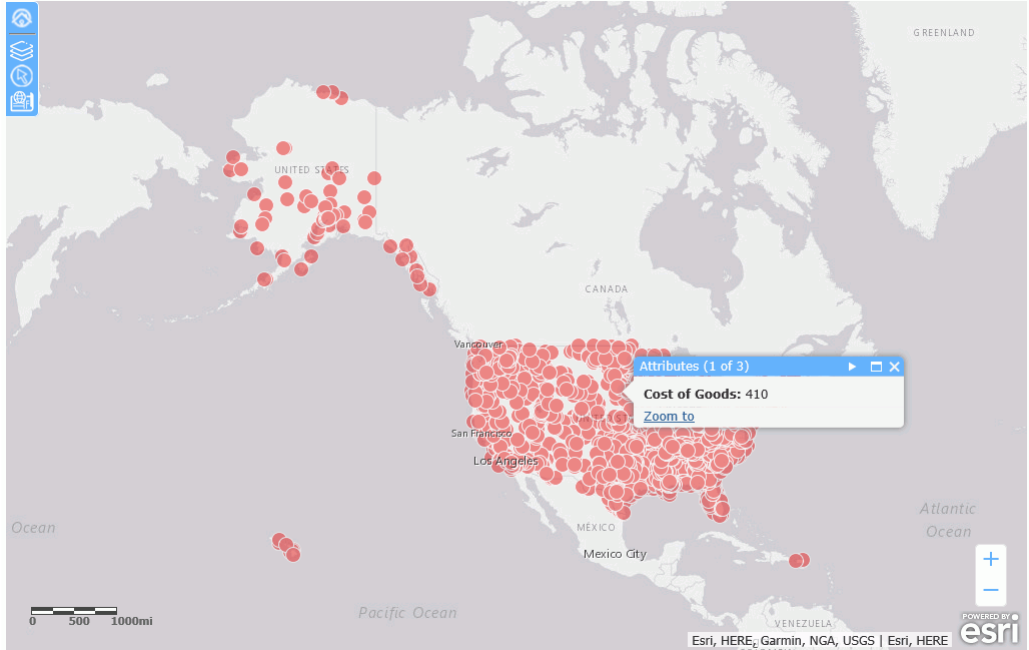 GREENLAND
UNITED STATES
CANADA
Vancouver
Attributes (1 of 3)
Cost of Goods: 410
Zoom to
San Francisco
Los Angeles
Ocean
Atlantic
Ocean
MÉXICO
Mexico City
Pacific Ocean
0 500 1000mi
VENEZUELA
POWERED BY
esri
Esri, HERE, Garmin, NGA, USGS | Esri, HERE